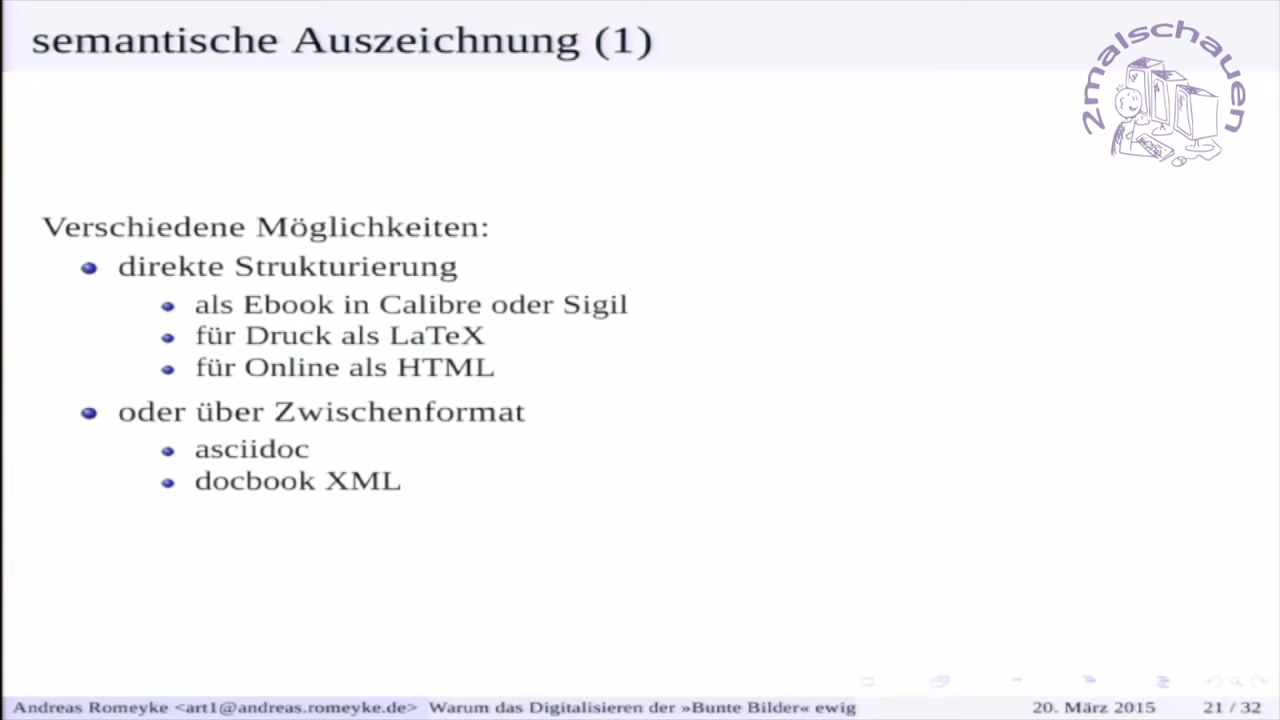 semantische Auszeichnung (1)
2malschauen
Verschiedene Möglichkeiten:
direkte Strukturierung
als Ebook in Calibre oder Sigil
für Druck als LaTeX
für Online als HTML
oder über Zwischenformat
asciidoc
docbook XML
Andreas Romeyke <art1@andreas.romeyke.de> Warum das Digitalisieren der »Bunte Bilder« ewig 20. März 2015 21 / 32